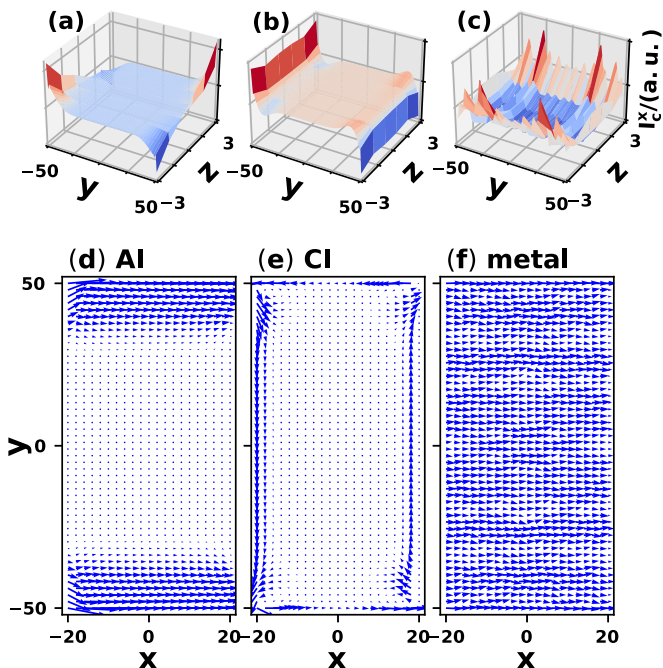 (a) (b) (c)
I_c^x/(a. u.)
−50 y 50 −3 z 3
−50 y 50 −3 z 3
−50 y 50 −3 z 3
(d) AI (e) CI (f) metal
50
0
−50
y
−20 0 20 −20 0 20 −20 0 20
x x x